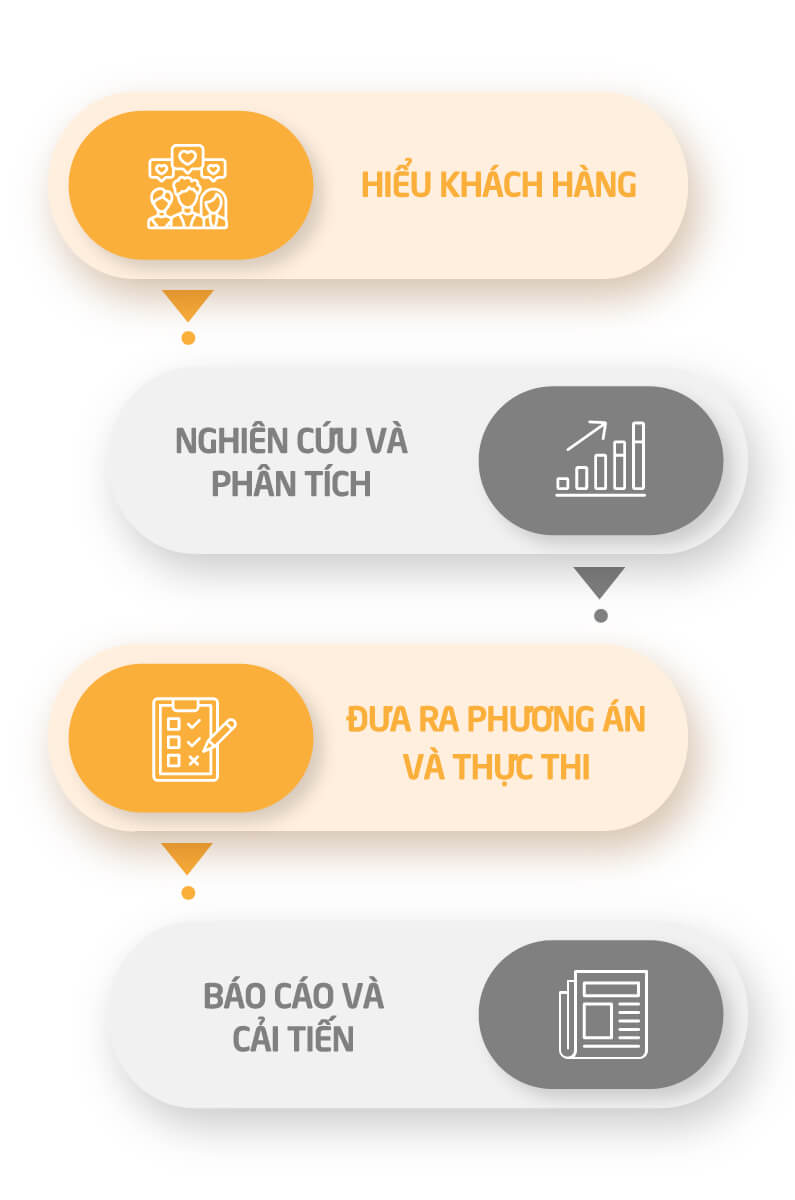 HIỂU KHÁCH HÀNG
NGHIÊN CỨU VÀ
PHÂN TÍCH
ĐƯA RA PHƯƠNG ÁN
VÀ THỰC THI
BÁO CÁO VÀ
CẢI TIẾN